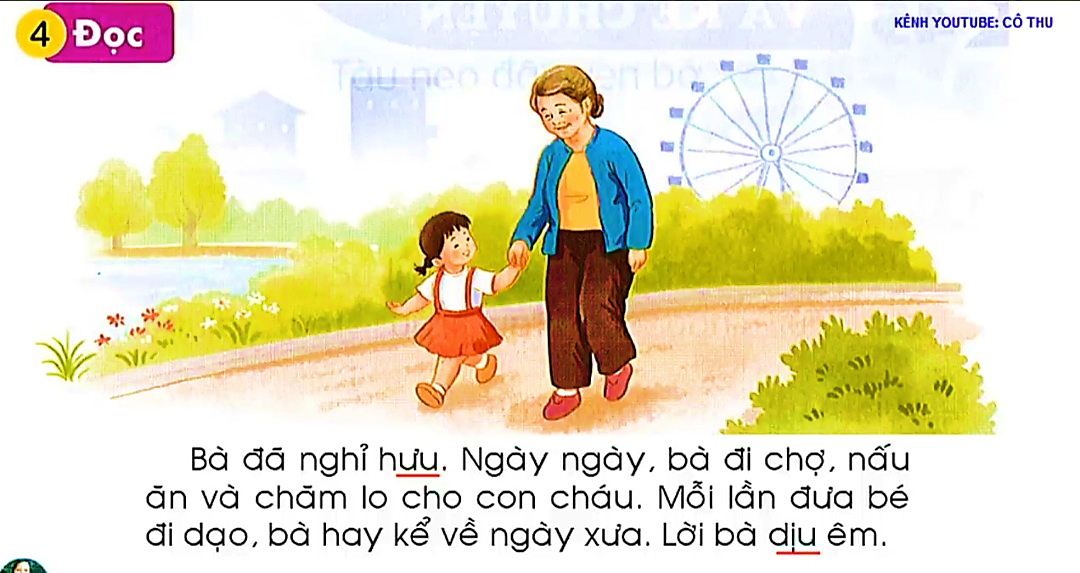 KÊNH YOUTUBE: CÔ THU
4 Đọc
Bà đã nghỉ hưu. Ngày ngày, bà đi chợ, nấu
ăn và chăm lo cho con cháu. Mỗi lần đưa bé
đi dạo, bà hay kể về ngày xưa. Lời bà dịu êm.